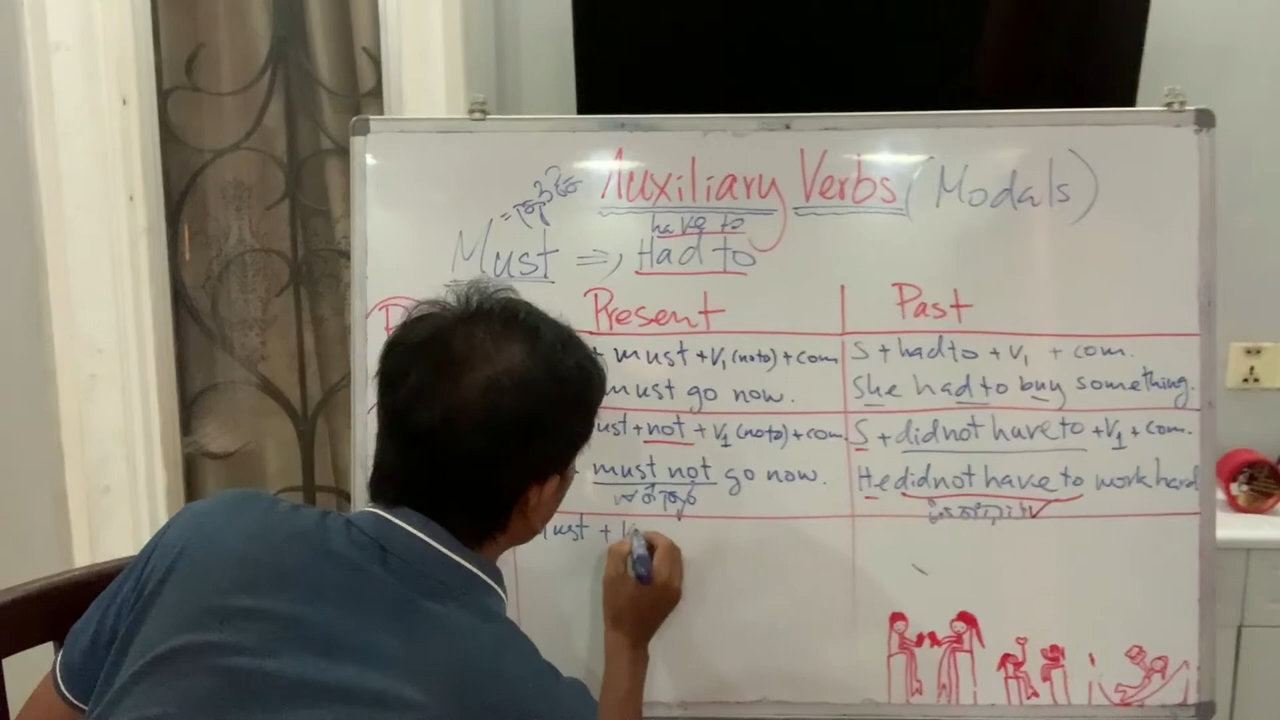 Auxiliary Verbs (Modals)
have to
Must => Had to
Present
Past
must + V1 (no to) + com
S + had to + V1 + com.
must go now.
She had to buy something.
ust + not + V1 (no to) + com
S + did not have to + V1 + com.
must not go now.
He did not have to work hard
ust +